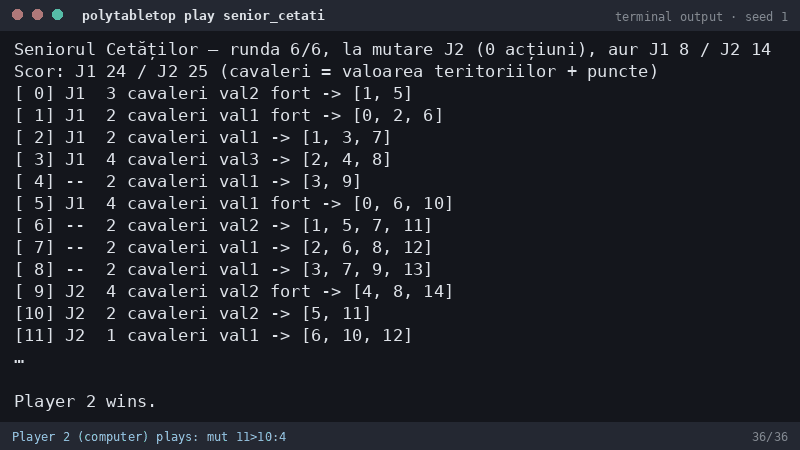 polytabletop play senior_cetati
terminal output · seed 1
Seniorul Cetăților — runda 6/6, la mutare J2 (0 acțiuni), aur J1 8 / J2 14
Scor: J1 24 / J2 25 (cavaleri = valoarea teritoriilor + puncte)
[ 0] J1  3 cavaleri val2 fort -> [1, 5]
[ 1] J1  2 cavaleri val1 fort -> [0, 2, 6]
[ 2] J1  2 cavaleri val1 -> [1, 3, 7]
[ 3] J1  4 cavaleri val3 -> [2, 4, 8]
[ 4] --  2 cavaleri val1 -> [3, 9]
[ 5] J1  4 cavaleri val1 fort -> [0, 6, 10]
[ 6] --  2 cavaleri val2 -> [1, 5, 7, 11]
[ 7] --  2 cavaleri val1 -> [2, 6, 8, 12]
[ 8] --  2 cavaleri val1 -> [3, 7, 9, 13]
[ 9] J2  4 cavaleri val2 fort -> [4, 8, 14]
[10] J2  2 cavaleri val2 -> [5, 11]
[11] J2  1 cavaleri val1 -> [6, 10, 12]
…
Player 2 wins.
Player 2 (computer) plays: mut 11>10:4
36/36